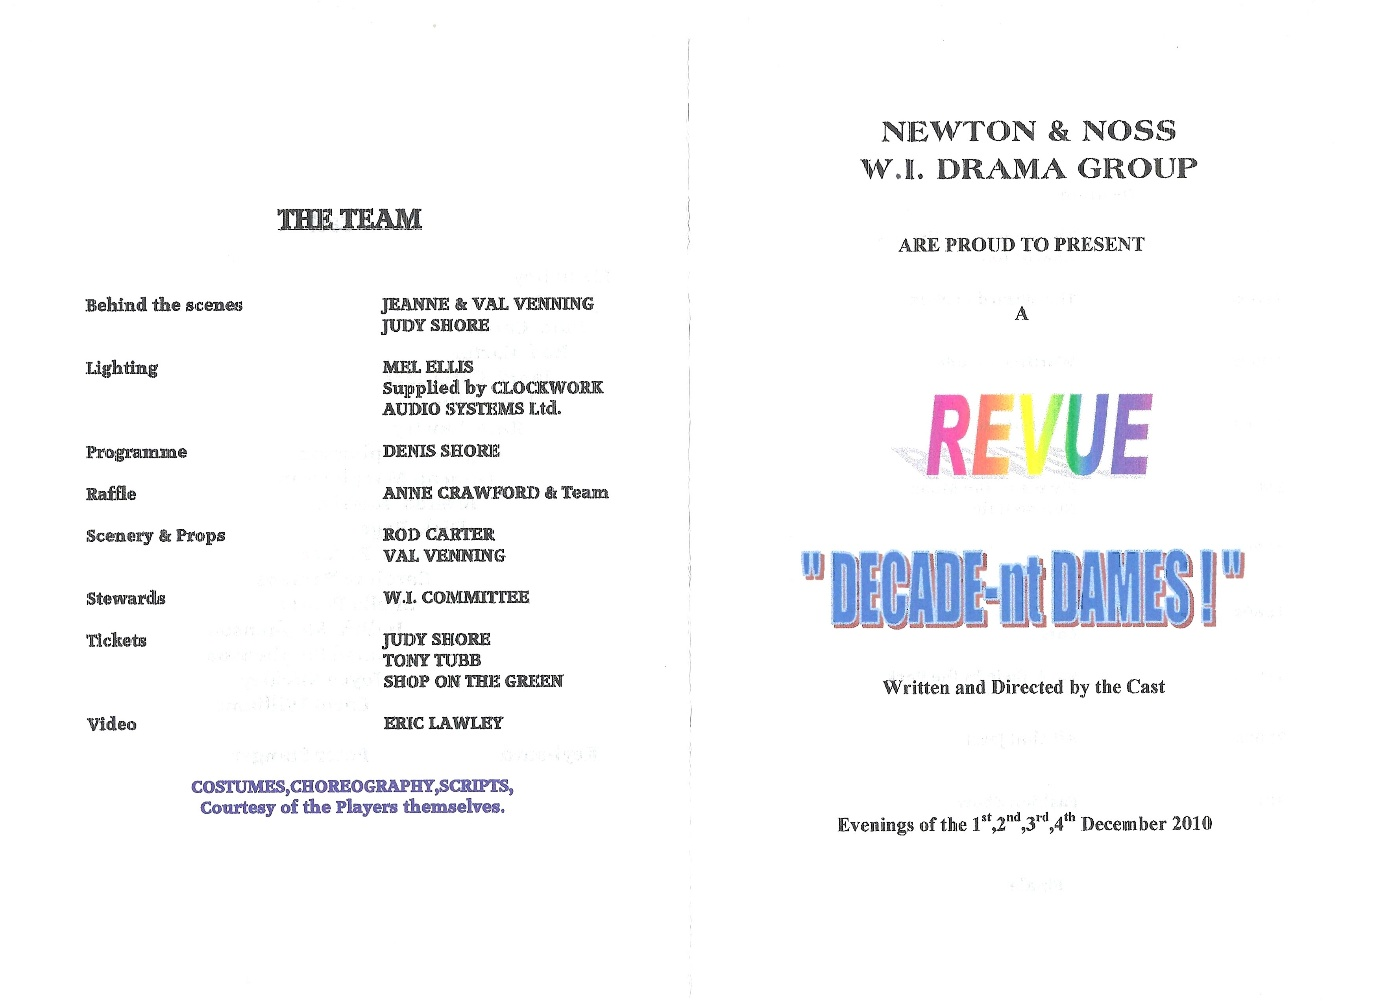 THE TEAM
Behind the scenes JEANNE & VAL VENNING
JUDY SHORE
Lighting MEL ELLIS
Supplied by CLOCKWORK
AUDIO SYSTEMS Ltd.
Programme DENIS SHORE
Raffle ANNE CRAWFORD & Team
Scenery & Props ROD CARTER
VAL VENNING
Stewards W.I. COMMITTEE
Tickets JUDY SHORE
TONY TUBB
SHOP ON THE GREEN
Video ERIC LAWLEY
COSTUMES,CHOREOGRAPHY,SCRIPTS,
Courtesy of the Players themselves.
NEWTON & NOSS
W.I. DRAMA GROUP
ARE PROUD TO PRESENT
A
REVUE
" DECADE-nt DAMES ! "
Written and Directed by the Cast
Evenings of the 1st,2nd,3rd,4th December 2010